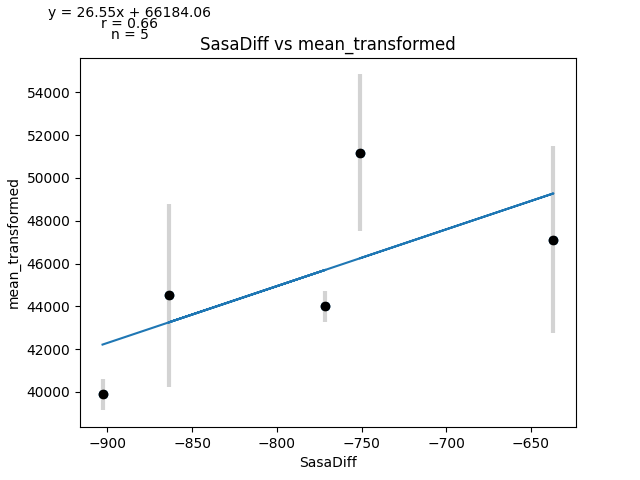 y = 26.55x + 66184.06
r = 0.66
n = 5
SasaDiff vs mean_transformed
54000
52000
50000
48000
46000
44000
42000
40000
mean_transformed
−900
−850
−800
−750
−700
−650
SasaDiff